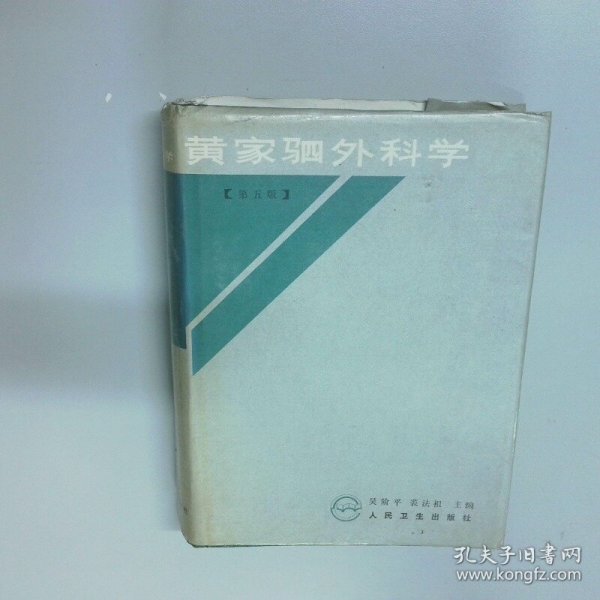 黄家驷外科学
【第五版】
吴阶平 裘法祖 主编
人民卫生出版社
孔夫子旧书网
www.kongfz.com